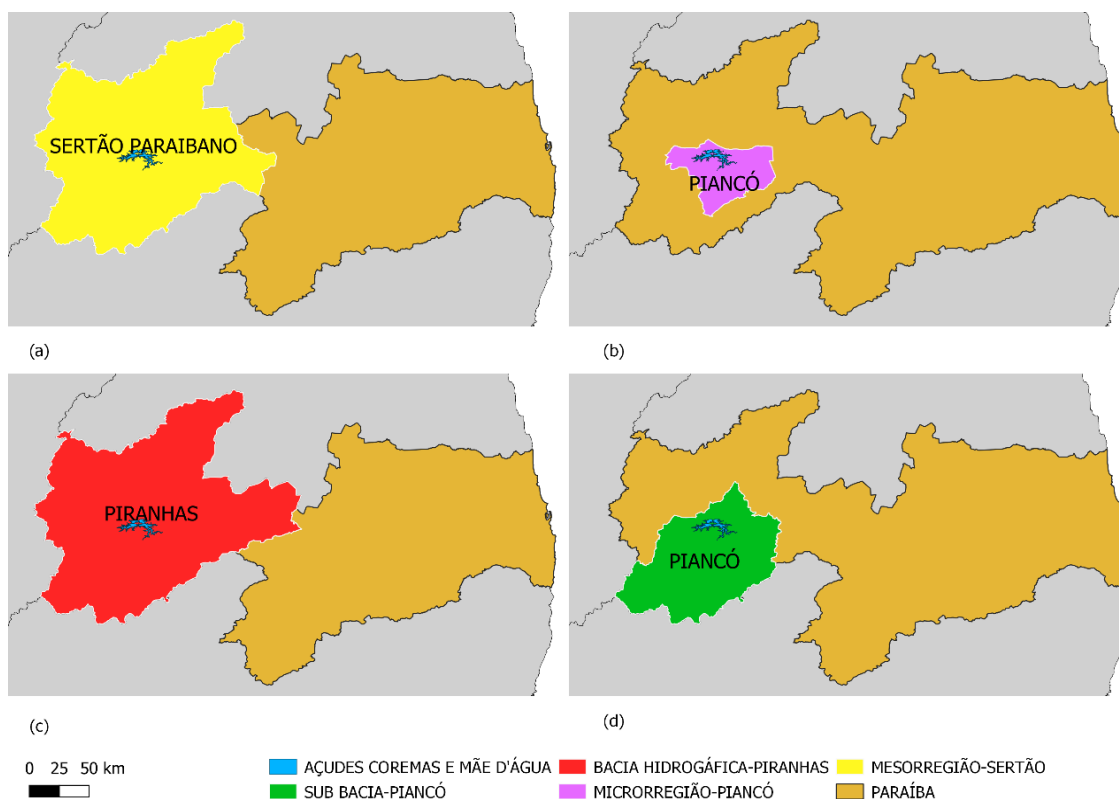 SERTÃO PARAIBANO
PIANCÓ
(a)
(b)
PIRANHAS
PIANCÓ
(c)
(d)
0 25 50 km
AÇUDES COREMAS E MÃE D'ÁGUA
BACIA HIDROGÁFICA-PIRANHAS
MESORREGIÃO-SERTÃO
SUB BACIA-PIANCÓ
MICRORREGIÃO-PIANCÓ
PARAÍBA